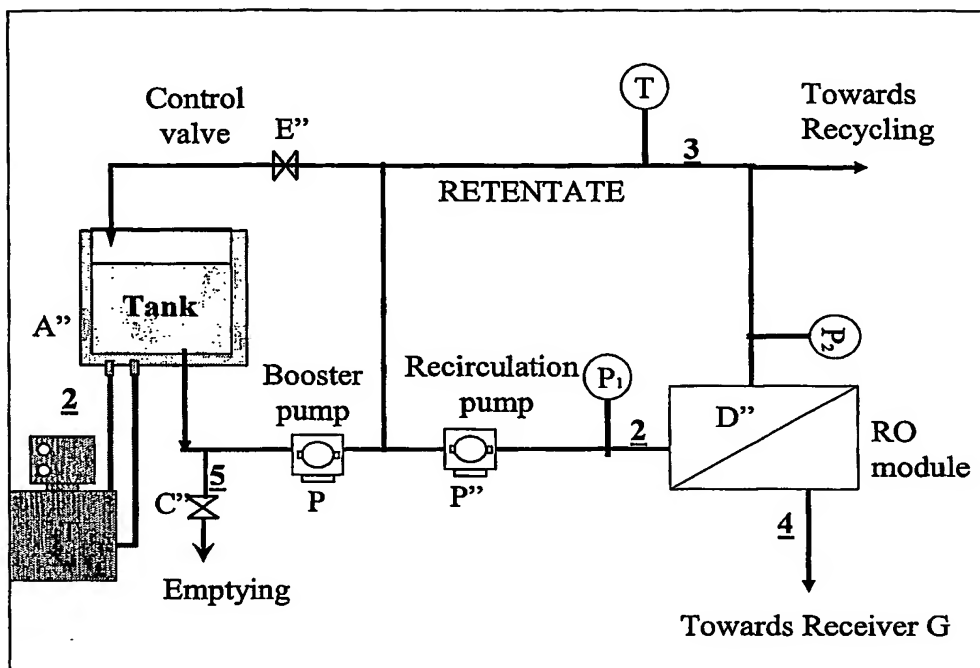 T
Towards
Recycling
Control
valve
E”
3
RETENTATE
Tank
A”
P₂
Booster
pump
Recirculation
pump
P₁
2
D”
RO
module
2
P
P”
C”
5
4
Emptying
Towards Receiver G